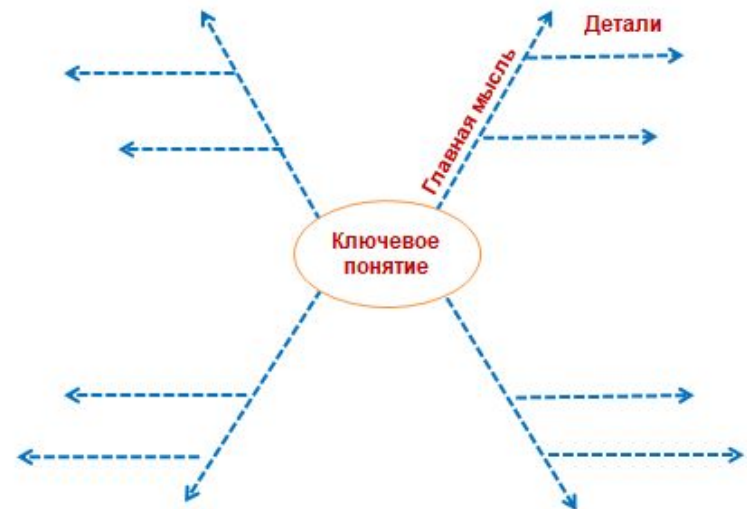 Детали
Главная мысль
Ключевое
понятие